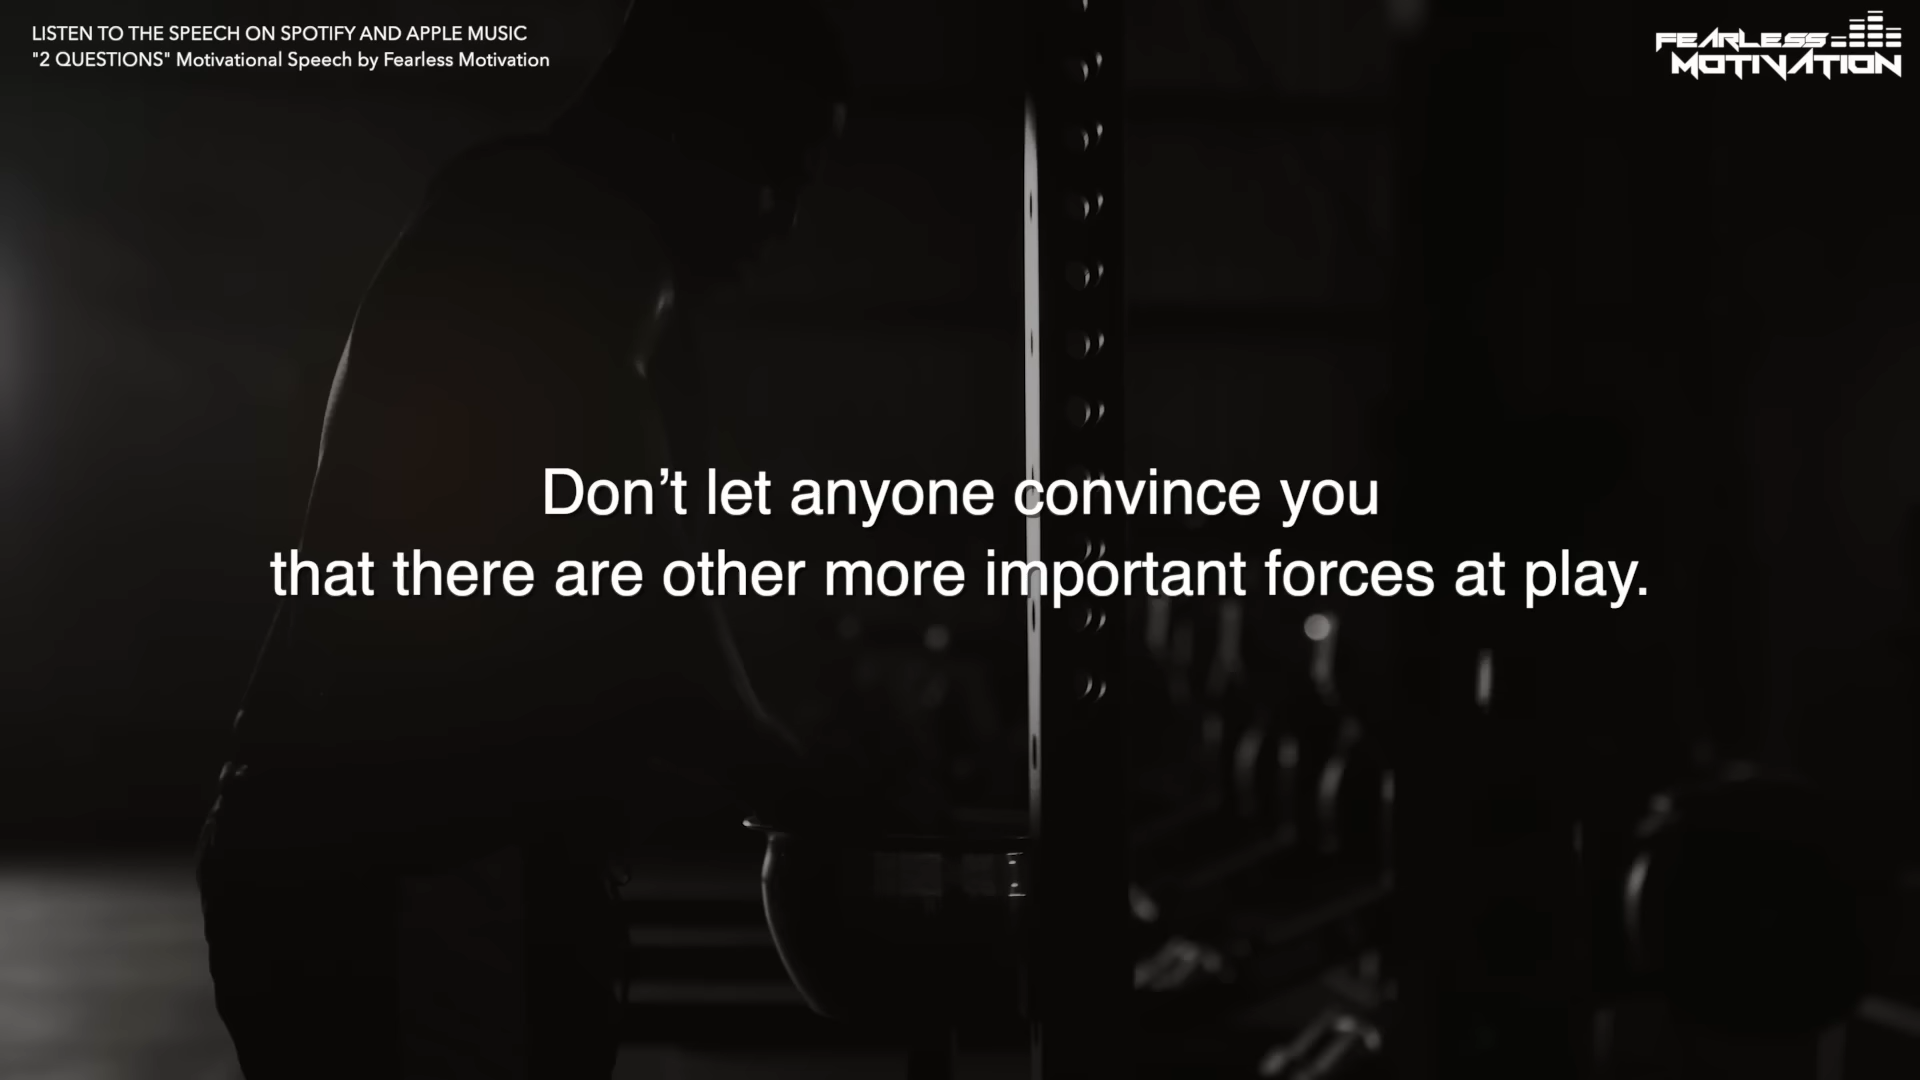 LISTEN TO THE SPEECH ON SPOTIFY AND APPLE MUSIC
"2 QUESTIONS" Motivational Speech by Fearless Motivation
FEARLESS
MOTIVATION
Don’t let anyone convince you
that there are other more important forces at play.